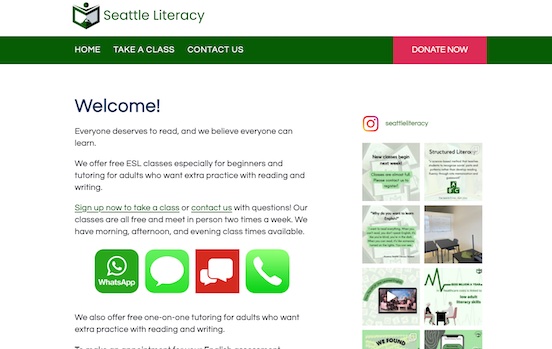 Seattle Literacy
HOME TAKE A CLASS CONTACT US DONATE NOW
Welcome!
Everyone deserves to read, and we believe everyone can
learn.
We offer free ESL classes especially for beginners and
tutoring for adults who want extra practice with reading and
writing.
Sign up now to take a class or contact us with questions! Our
classes are all free and meet in person two times a week. We
have morning, afternoon, and evening class times available.
WhatsApp
We also offer free one-on-one tutoring for adults who want
extra practice with reading and writing.
To make an appointment for your English assessment
seattleliteracy
New classes
begin next
week!
Classes are almost full.
Please contact us to
register!
Structured Literacy
"Why do you want to learn
English?"
low adult
literacy skills
WE FOUND